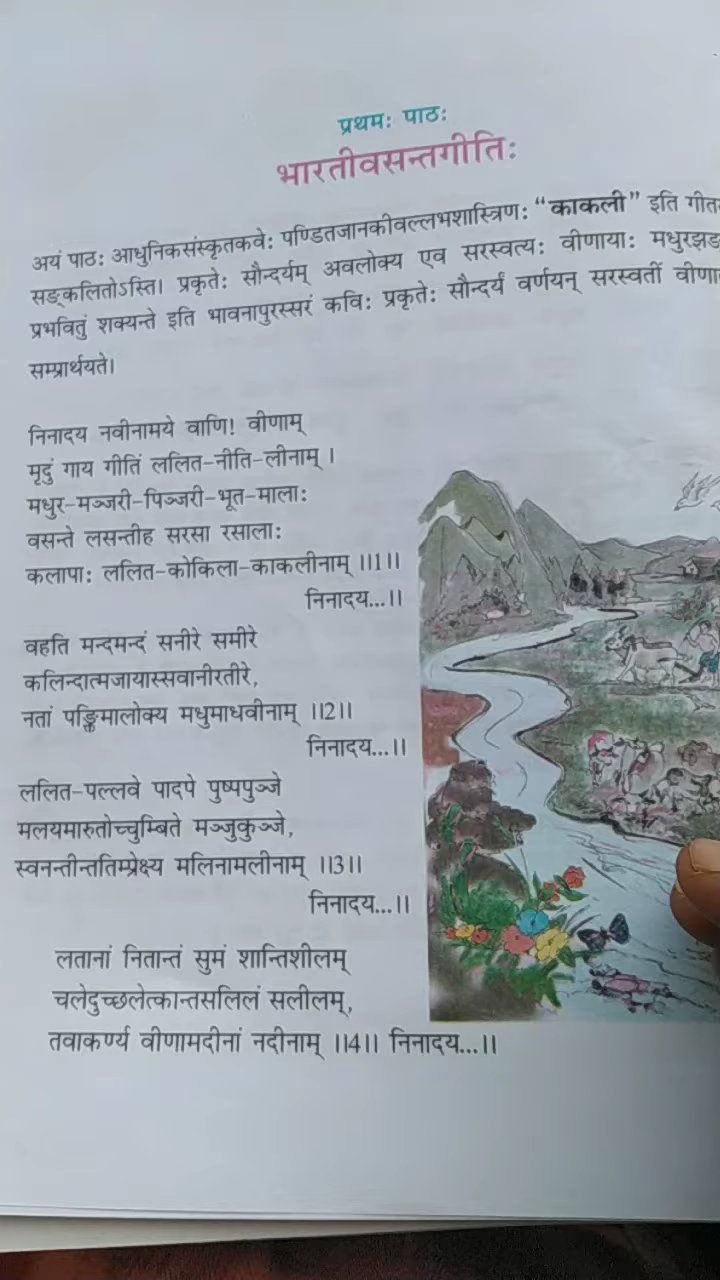 प्रथमः पाठः
भारतीवसन्तगीतिः
अयं पाठः आधुनिकसंस्कृतकवेः पण्डितजानकीवल्लभशास्त्रिणः “काकली” इति
सङ्कलितोऽस्ति। प्रकृतेः सौन्दर्यम् अवलोक्य एव सरस्वत्यः वीणायाः
प्रभवितुं शक्यन्ते इति भावनापुरस्सरं कविः प्रकृतेः सौन्दर्यं वर्णयन् सरस्वतीं
सम्प्रार्थयते।
निनादय नवीनामये वाणि! वीणाम्
मृदुं गाय गीतिं ललित-नीति-लीनाम् ।
मधुर-मञ्जरी-पिञ्जरी-भूत-मालाः
वसन्ते लसन्तीह सरसा रसालाः
कलापाः ललित-कोकिला-काकलीनाम् ।।1।।
निनादय...।।
वहति मन्दमन्दं सनीरे समीरे
कलिन्दात्मजायास्सवानीरतीरे,
नतां पङ्क्तिमालोक्य मधुमाधवीनाम् ।।2।।
निनादय...।।
ललित-पल्लवे पादपे पुष्पपुञ्जे
मलयमारुतोच्चुम्बिते मञ्जुकुञ्जे,
स्वनन्तीन्ततिम्प्रेक्ष्य मलिनामलीनाम् ।।3।।
निनादय...।।
लतानां नितान्तं सुमं शान्तिशीलम्
चलेदुच्छलेत्कान्तसलिलं सलीलम्,
तवाकर्ण्य वीणामदीनां नदीनाम् ।।4।। निनादय...।।